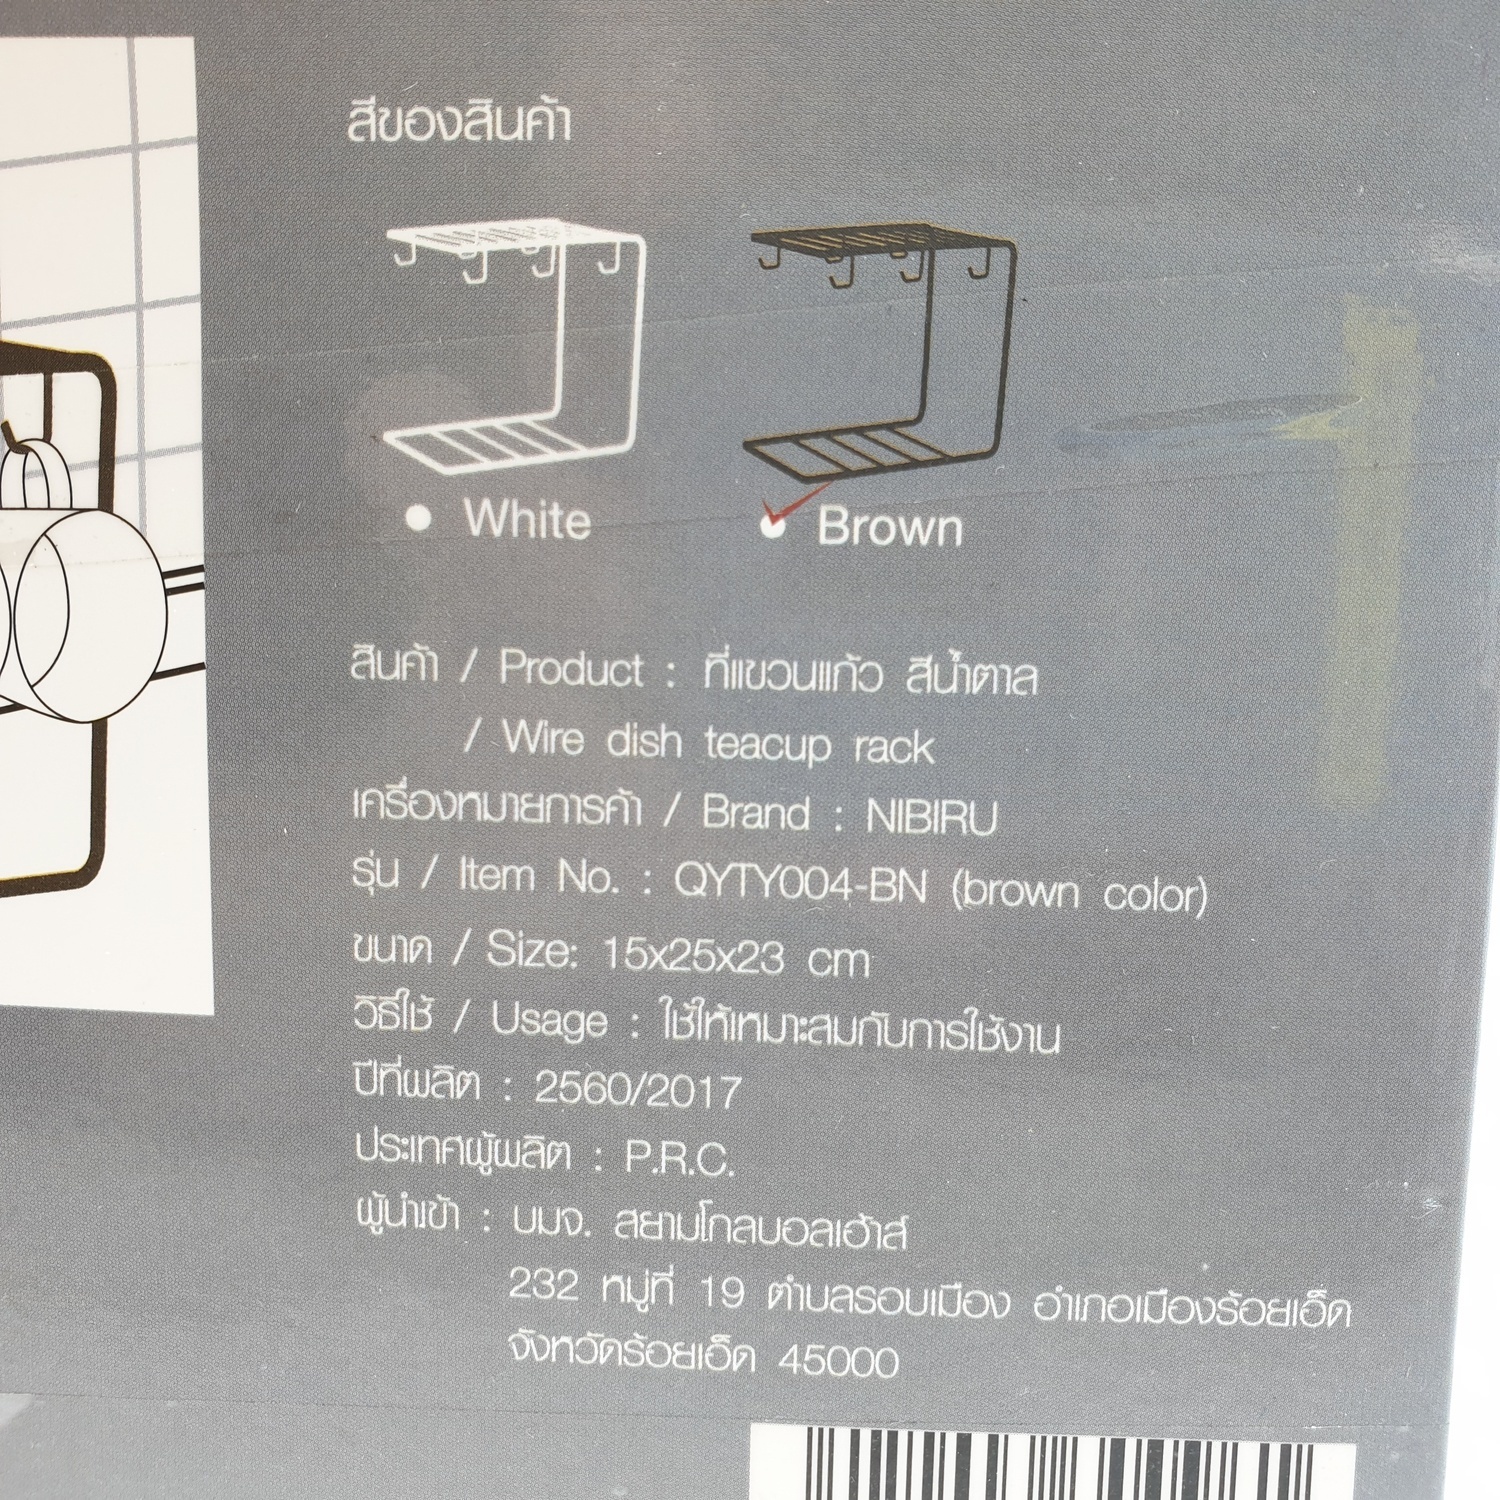 สีของสินค้า
White
Brown
สินค้า / Product : ที่แขวนแก้ว สีน้ำตาล
/ Wire dish teacup rack
เครื่องหมายการค้า / Brand : NIBIRU
รุ่น / Item No. : QYTY004-BN (brown color)
ขนาด / Size: 15x25x23 cm
วิธีใช้ / Usage : ใช้ให้เหมาะสมกับการใช้งาน
ปีที่ผลิต : 2560/2017
ประเทศผู้ผลิต : P.R.C.
ผู้นำเข้า : บมจ. สยามโกลบอลเฮ้าส์
232 หมู่ที่ 19 ตำบลรอบเมือง อำเภอเมืองร้อยเอ็ด
จังหวัดร้อยเอ็ด 45000